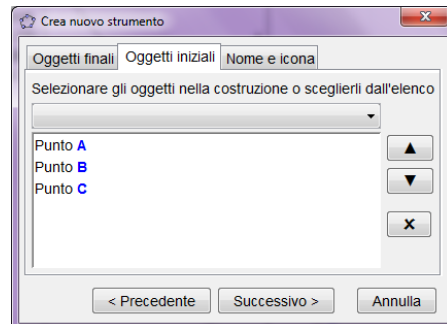 Crea nuovo strumento
Oggetti finali Oggetti iniziali Nome e icona
Selezionare gli oggetti nella costruzione o sceglierli dall'elenco
Punto A
Punto B
Punto C
< Precedente Successivo > Annulla